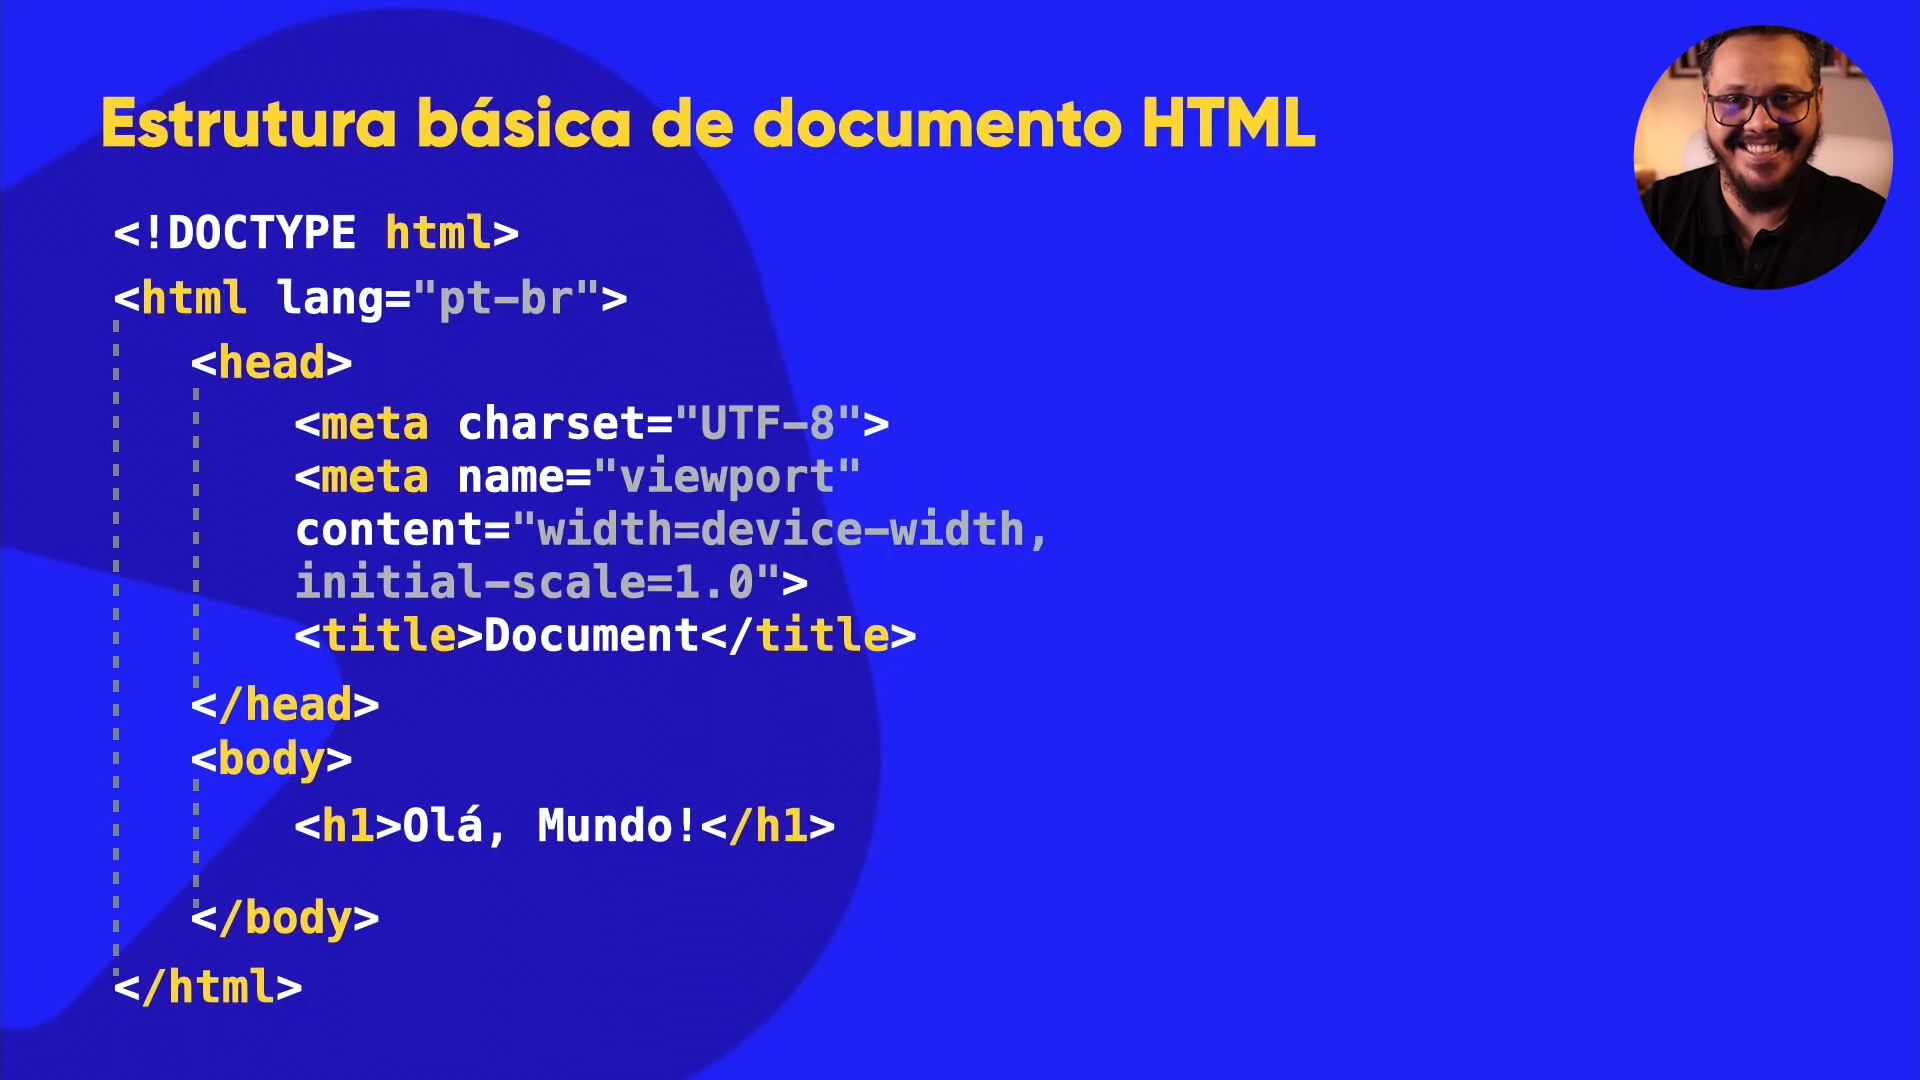 Estrutura básica de documento HTML
<!DOCTYPE html>
<html lang="pt-br">
<head>
<meta charset="UTF-8">
<meta name="viewport"
content="width=device-width,
initial-scale=1.0">
<title>Document</title>
</head>
<body>
<h1>Olá, Mundo!</h1>
</body>
</html>